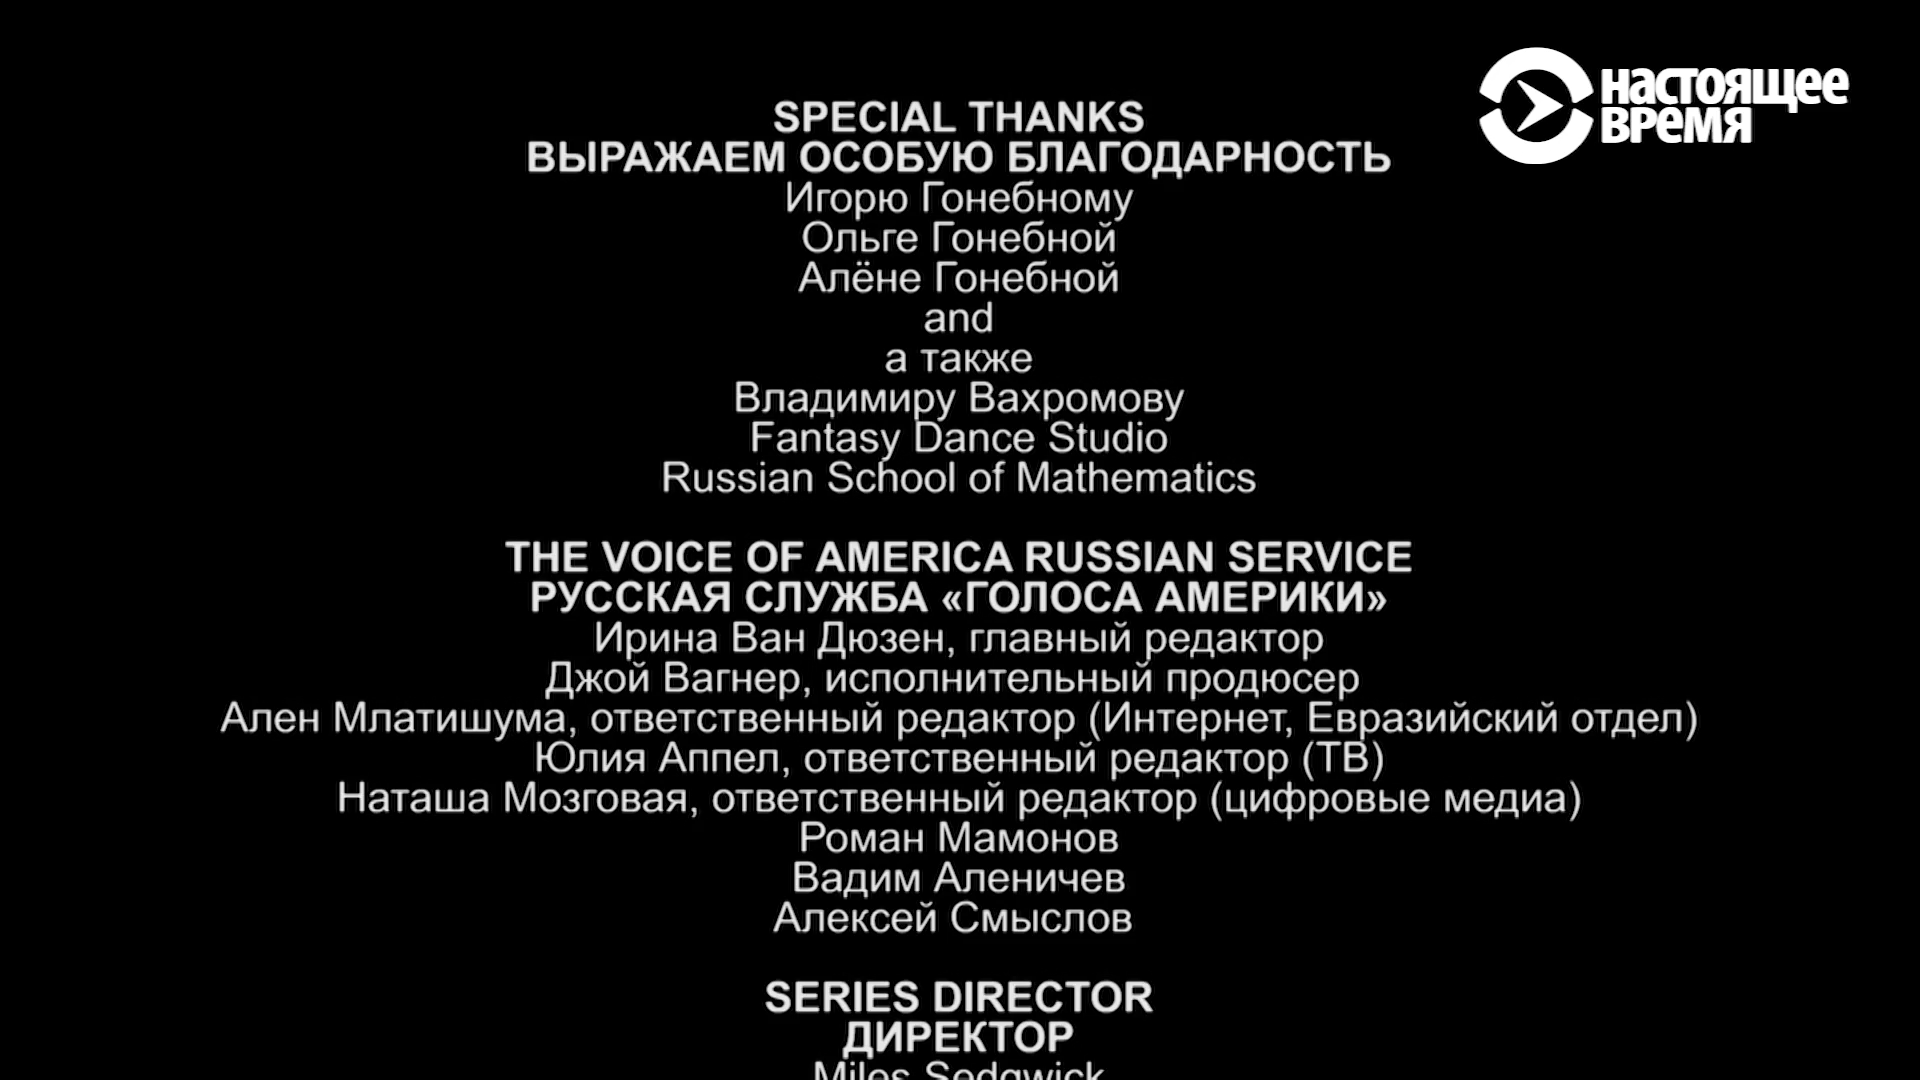 НАСТОЯЩЕЕ
ВРЕМЯ
SPECIAL THANKS
ВЫРАЖАЕМ ОСОБУЮ БЛАГОДАРНОСТЬ
Игорю Гонебному
Ольге Гонебной
Алёне Гонебной
and
а также
Владимиру Вахромову
Fantasy Dance Studio
Russian School of Mathematics
THE VOICE OF AMERICA RUSSIAN SERVICE
РУССКАЯ СЛУЖБА «ГОЛОСА АМЕРИКИ»
Ирина Ван Дюзен, главный редактор
Джой Вагнер, исполнительный продюсер
Ален Млатишума, ответственный редактор (Интернет, Евразийский отдел)
Юлия Аппел, ответственный редактор (ТВ)
Наташа Мозговая, ответственный редактор (цифровые медиа)
Роман Мамонов
Вадим Аленичев
Алексей Смыслов
SERIES DIRECTOR
ДИРЕКТОР
Miles Sedgwick